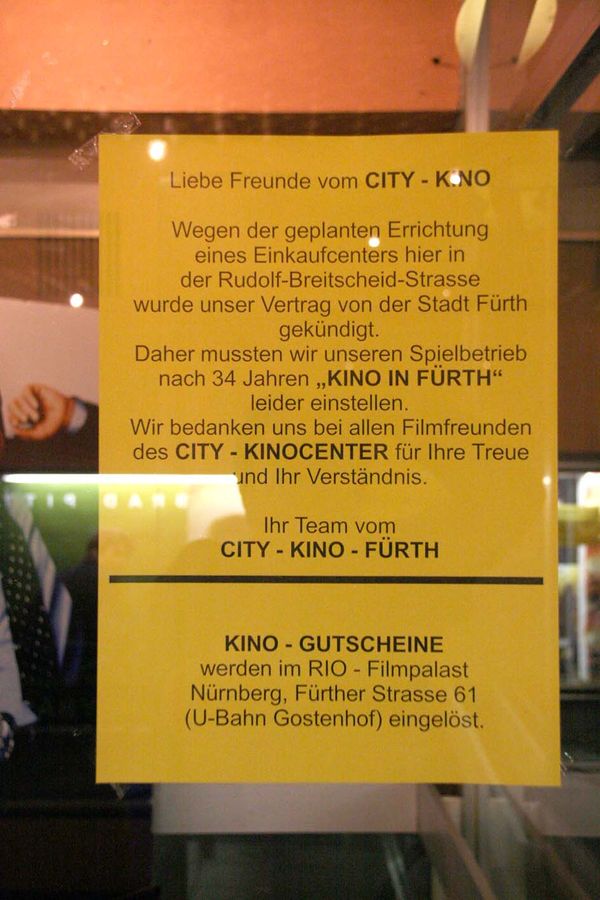 Liebe Freunde vom CITY - KINO
Wegen der geplanten Errichtung
eines Einkaufcenters hier in
der Rudolf-Breitscheid-Strasse
wurde unser Vertrag von der Stadt Fürth
gekündigt.
Daher mussten wir unseren Spielbetrieb
nach 34 Jahren „KINO IN FÜRTH“
leider einstellen.
Wir bedanken uns bei allen Filmfreunden
des CITY - KINOCENTER für Ihre Treue
und Ihr Verständnis.
Ihr Team vom
CITY - KINO - FÜRTH
KINO - GUTSCHEINE
werden im RIO - Filmpalast
Nürnberg, Fürther Strasse 61
(U-Bahn Gostenhof) eingelöst.